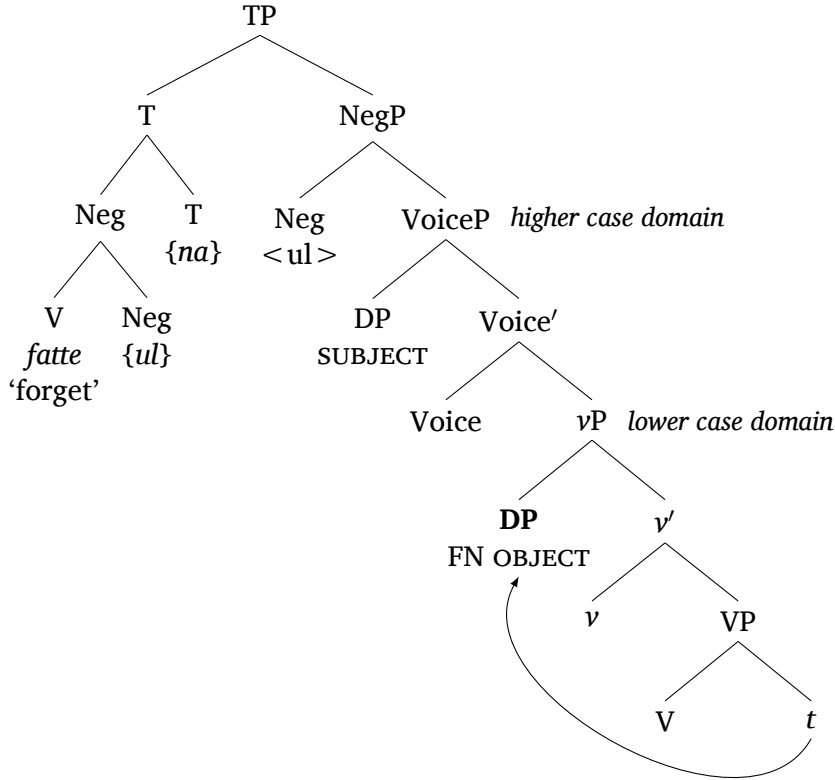 TP
T NegP
Neg T Neg VoiceP higher case domain
{na} <ul>
V Neg DP Voice′
fatte {ul} SUBJECT
‘forget’
Voice vP lower case domain
DP v′
FN OBJECT
v VP
V t